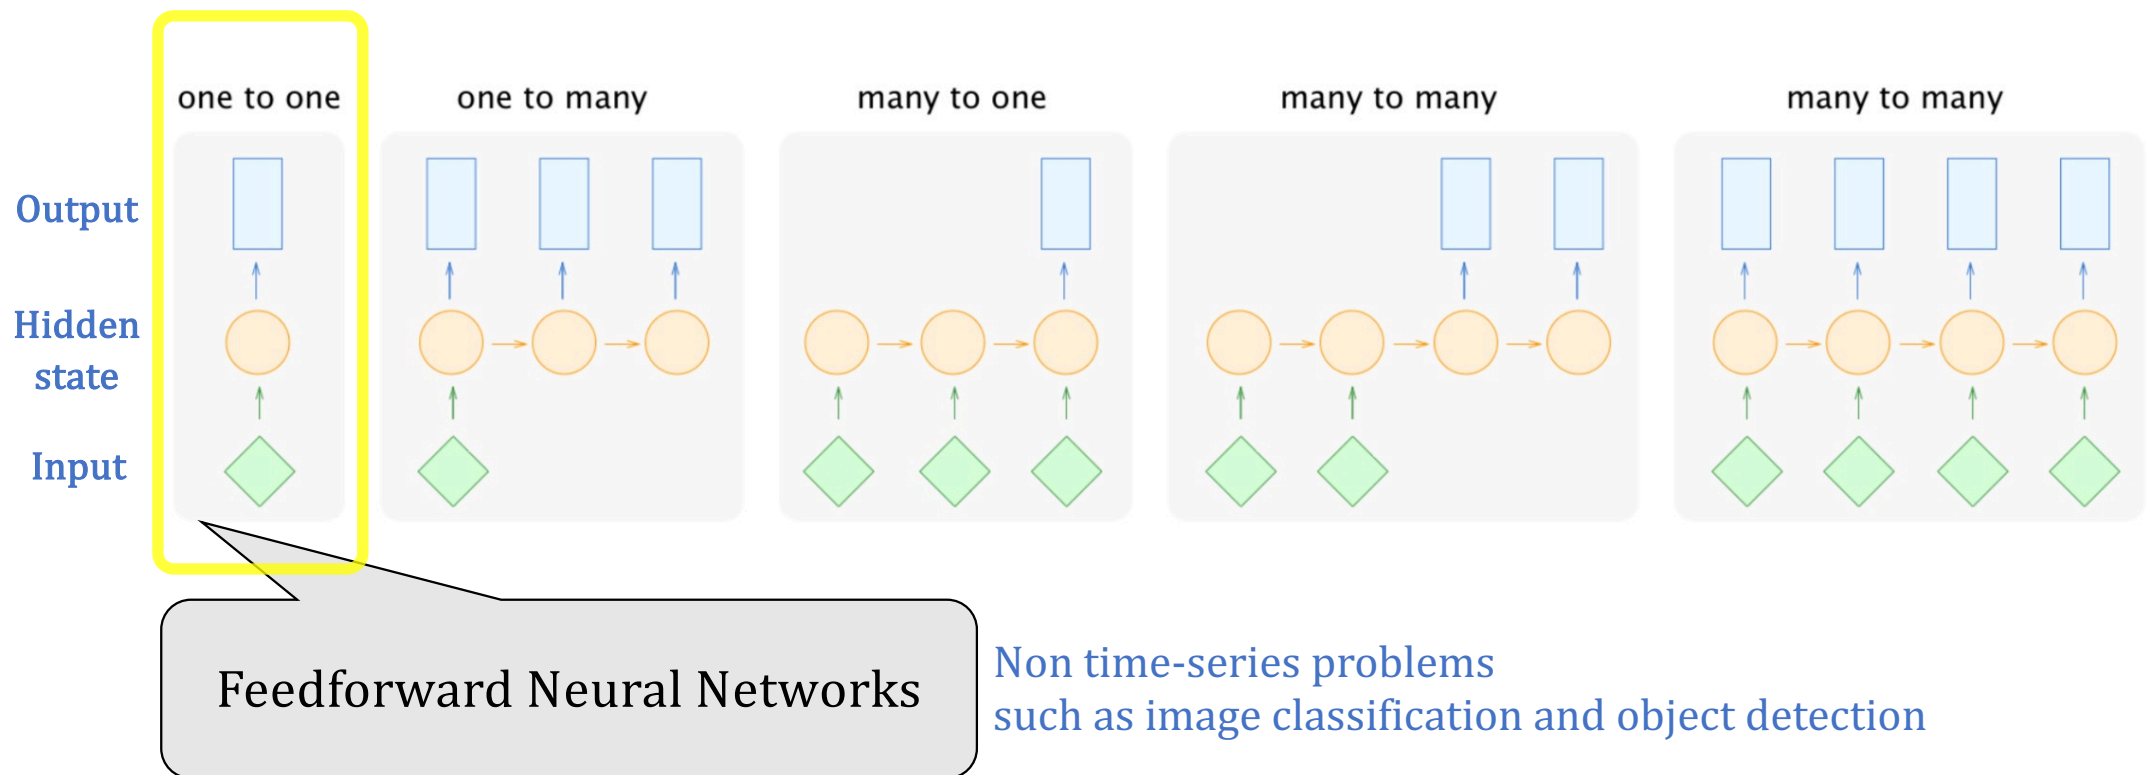 one to one
one to many
many to one
many to many
many to many
Output
Hidden
state
Input
Feedforward Neural Networks
Non time-series problems
such as image classification and object detection